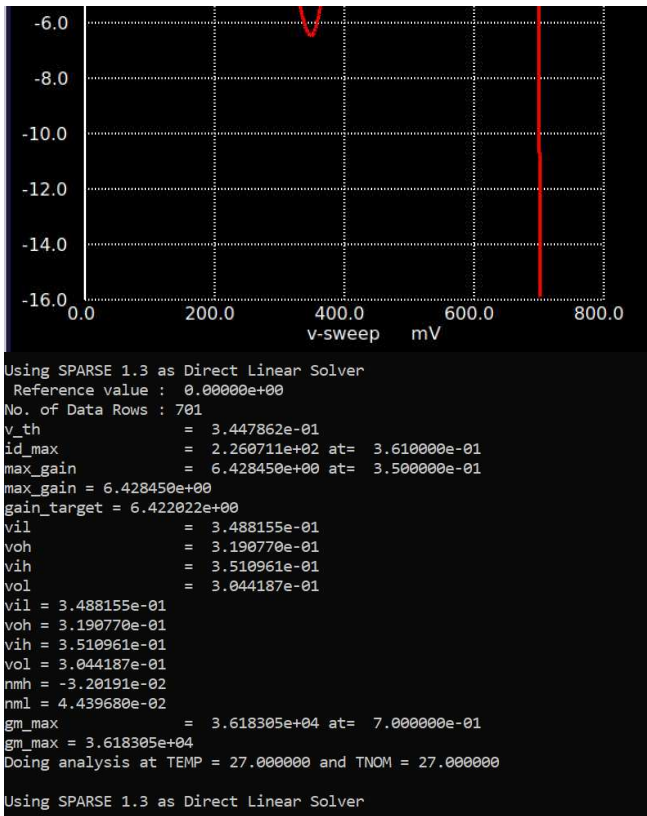 -6.0
-8.0
-10.0
-12.0
-14.0
-16.0
0.0 200.0 400.0 600.0 800.0
v-sweep mV
Using SPARSE 1.3 as Direct Linear Solver
Reference value : 0.00000e+00
No. of Data Rows : 701
v_th = 3.447862e-01
id_max = 2.260711e+02 at= 3.610000e-01
max_gain = 6.428450e+00 at= 3.500000e-01
max_gain = 6.428450e+00
gain_target = 6.422022e+00
vil = 3.488155e-01
voh = 3.190770e-01
vih = 3.510961e-01
vol = 3.044187e-01
vil = 3.488155e-01
voh = 3.190770e-01
vih = 3.510961e-01
vol = 3.044187e-01
nmh = -3.20191e-02
nml = 4.439680e-02
gm_max = 3.618305e+04 at= 7.000000e-01
gm_max = 3.618305e+04
Doing analysis at TEMP = 27.000000 and TNOM = 27.000000
Using SPARSE 1.3 as Direct Linear Solver